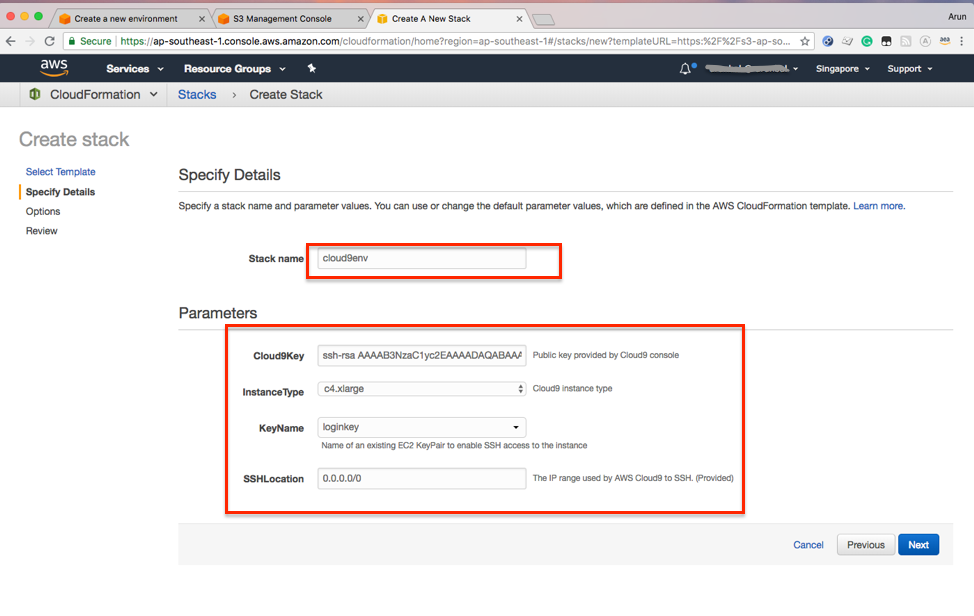 Create a new environment
S3 Management Console
Create A New Stack
Arun
Secure https://ap-southeast-1.console.aws.amazon.com/cloudformation/home?region=ap-southeast-1#/stacks/new?templateURL=https:%2F%2Fs3-ap-so...
aws Services Resource Groups Singapore Support
CloudFormation Stacks > Create Stack
Create stack
Select Template
Specify Details
Options
Review
Specify Details
Specify a stack name and parameter values. You can use or change the default parameter values, which are defined in the AWS CloudFormation template. Learn more.
Stack name cloud9env
Parameters
Cloud9Key ssh-rsa AAAAB3NzaC1yc2EAAAADAQABAAA Public key provided by Cloud9 console
InstanceType c4.xlarge Cloud9 instance type
KeyName loginkey
Name of an existing EC2 KeyPair to enable SSH access to the instance
SSHLocation 0.0.0.0/0 The IP range used by AWS Cloud9 to SSH. (Provided)
Cancel Previous Next